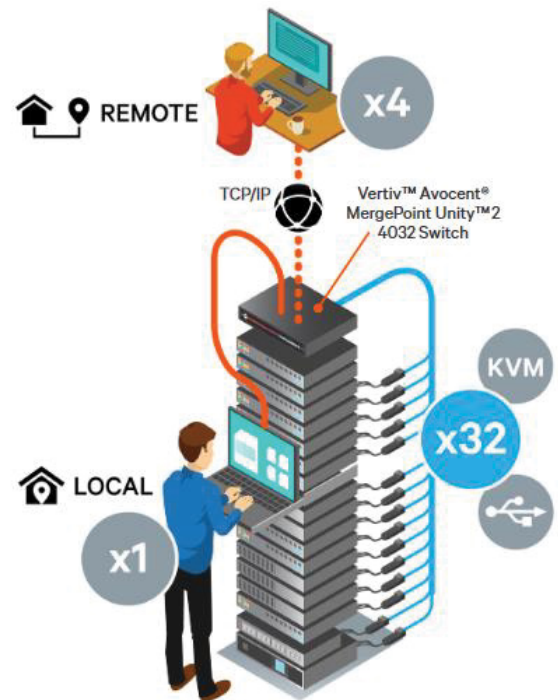 REMOTE
x4
TCP/IP
Vertiv™ Avocent®
MergePoint Unity™2
4032 Switch
KVM
x32
LOCAL
x1